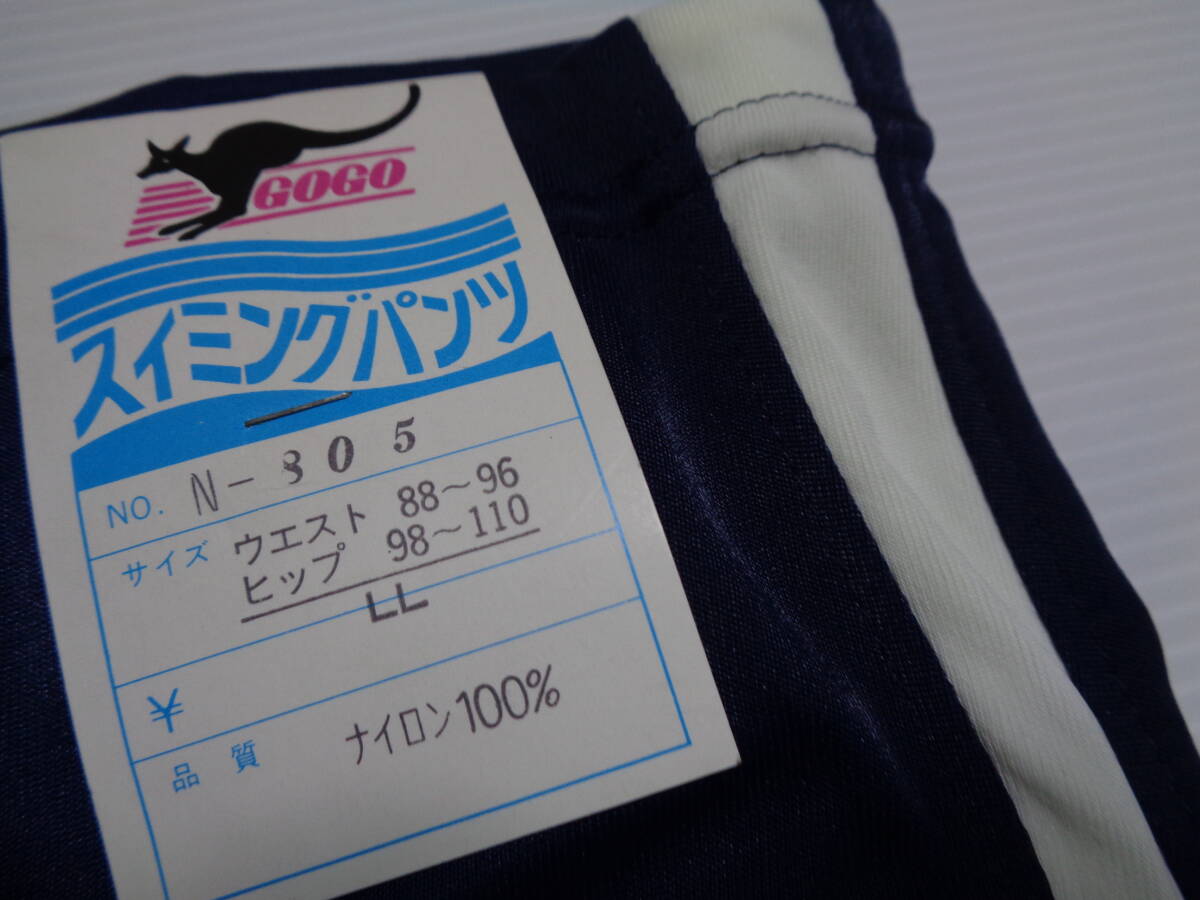 GOGO
スイミングパンツ
NO. N-805
サイズ ウエスト 88～96
ヒップ 98～110
LL
¥
品質 ナイロン100%